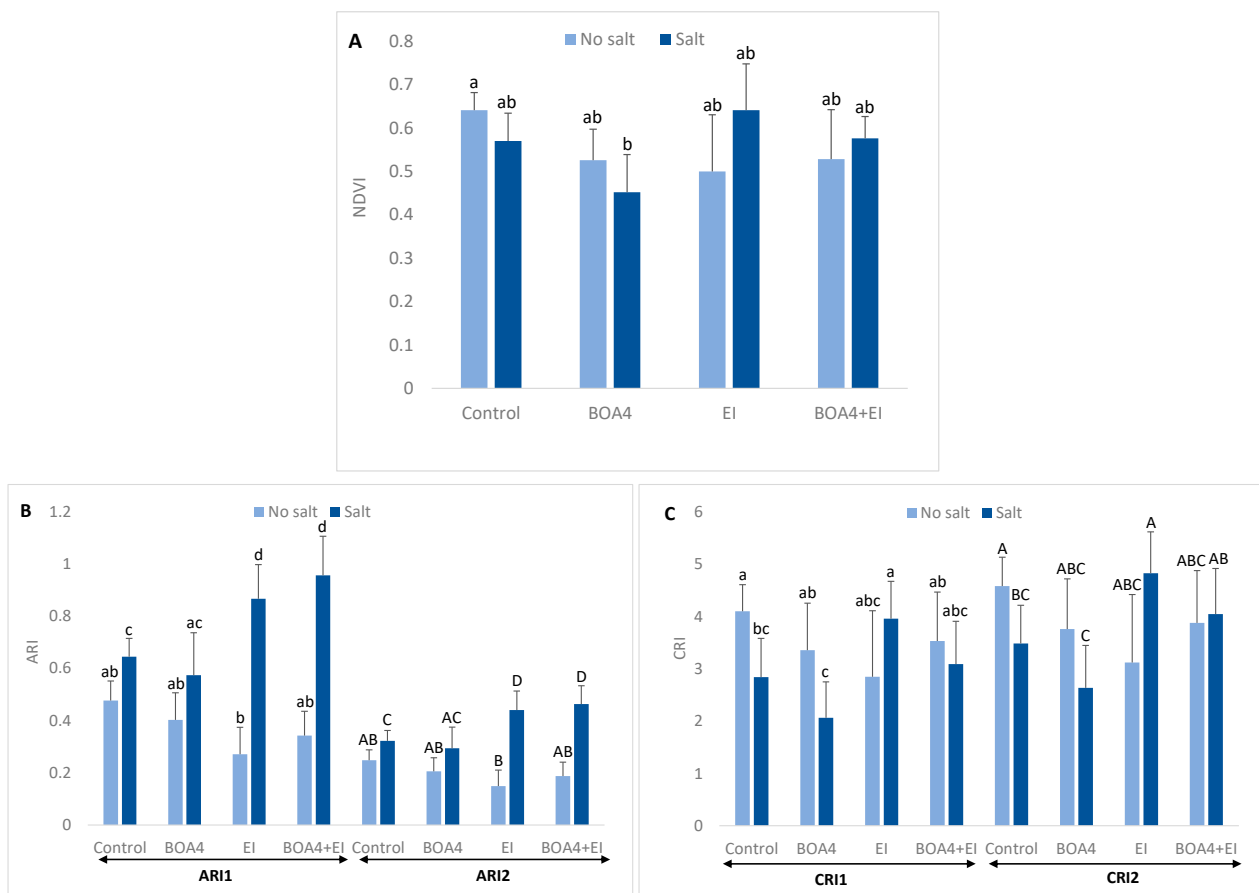 A
No salt Salt
0.8
0.7
0.6
0.5
0.4
0.3
0.2
0.1
0
NDVI
a ab ab b ab ab ab ab
Control BOA4 EI BOA4+EI
B
No salt Salt
1.2
1
0.8
0.6
0.4
0.2
0
ARI
ab c ab ac b d ab d AB C AB AC B D AB D
Control BOA4 EI BOA4+EI Control BOA4 EI BOA4+EI
ARI1 ARI2
C
No salt Salt
6
5
4
3
2
1
0
CRI
a bc ab c abc a ab abc A BC ABC C ABC A ABC AB
Control BOA4 EI BOA4+EI Control BOA4 EI BOA4+EI
CRI1 CRI2